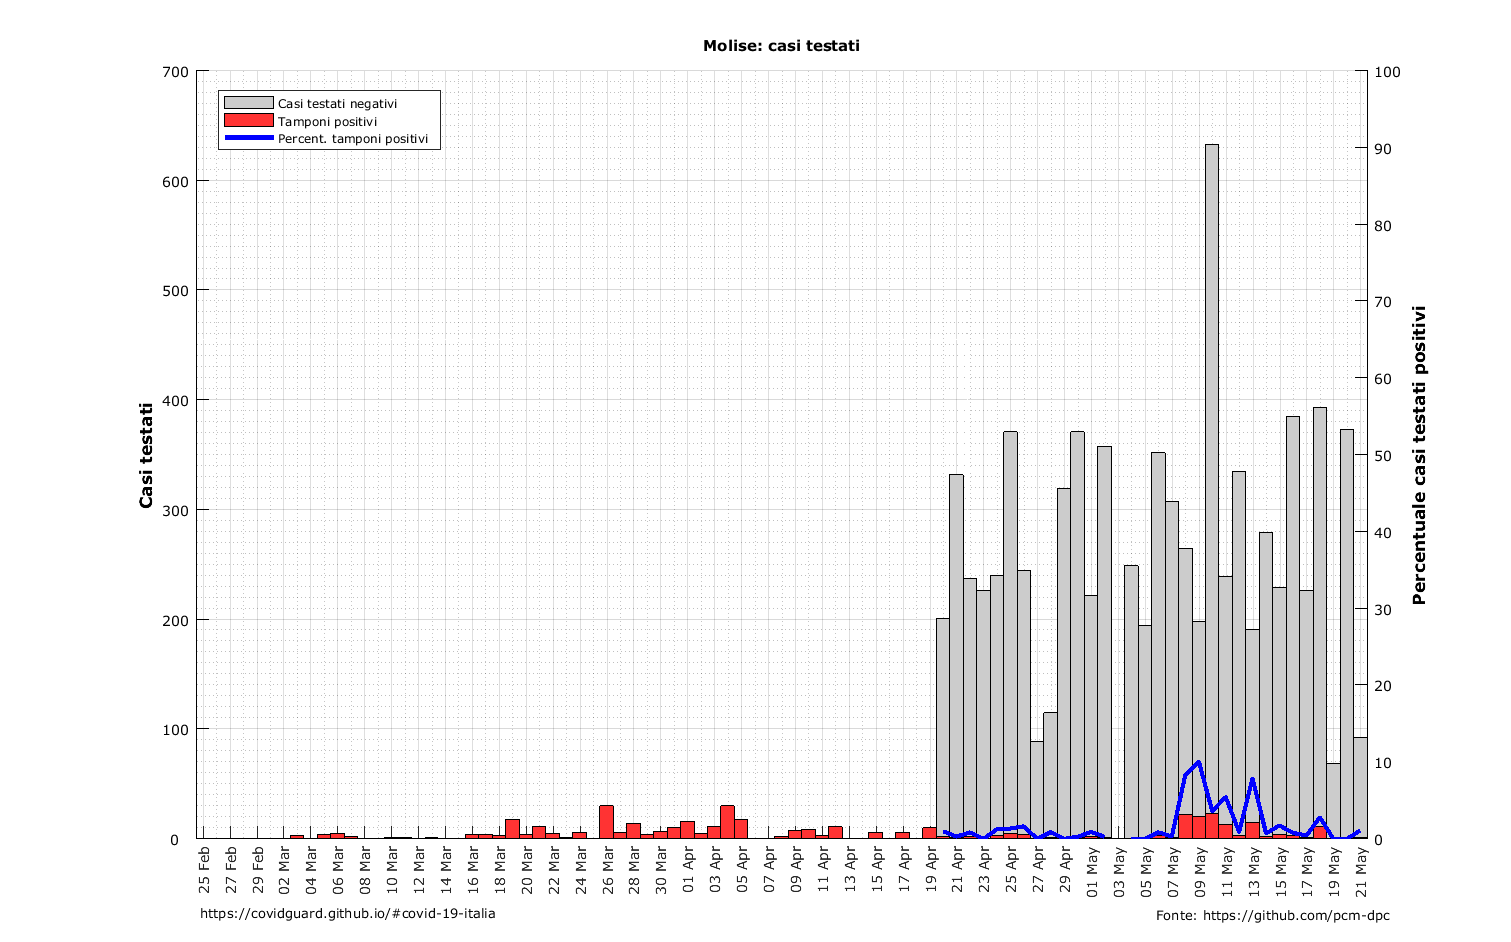 Molise: casi testati
700
600
500
400
300
200
100
0
100
90
80
70
60
50
40
30
20
10
0
Casi testati negativi
Tamponi positivi
Percent. tamponi positivi
Casi testati
Percentuale casi testati positivi
25 Feb
27 Feb
29 Feb
02 Mar
04 Mar
06 Mar
08 Mar
10 Mar
12 Mar
14 Mar
16 Mar
18 Mar
20 Mar
22 Mar
24 Mar
26 Mar
28 Mar
30 Mar
01 Apr
03 Apr
05 Apr
07 Apr
09 Apr
11 Apr
13 Apr
15 Apr
17 Apr
19 Apr
21 Apr
23 Apr
25 Apr
27 Apr
29 Apr
01 May
03 May
05 May
07 May
09 May
11 May
13 May
15 May
17 May
19 May
21 May
https://covidguard.github.io/#covid-19-italia
Fonte: https://github.com/pcm-dpc